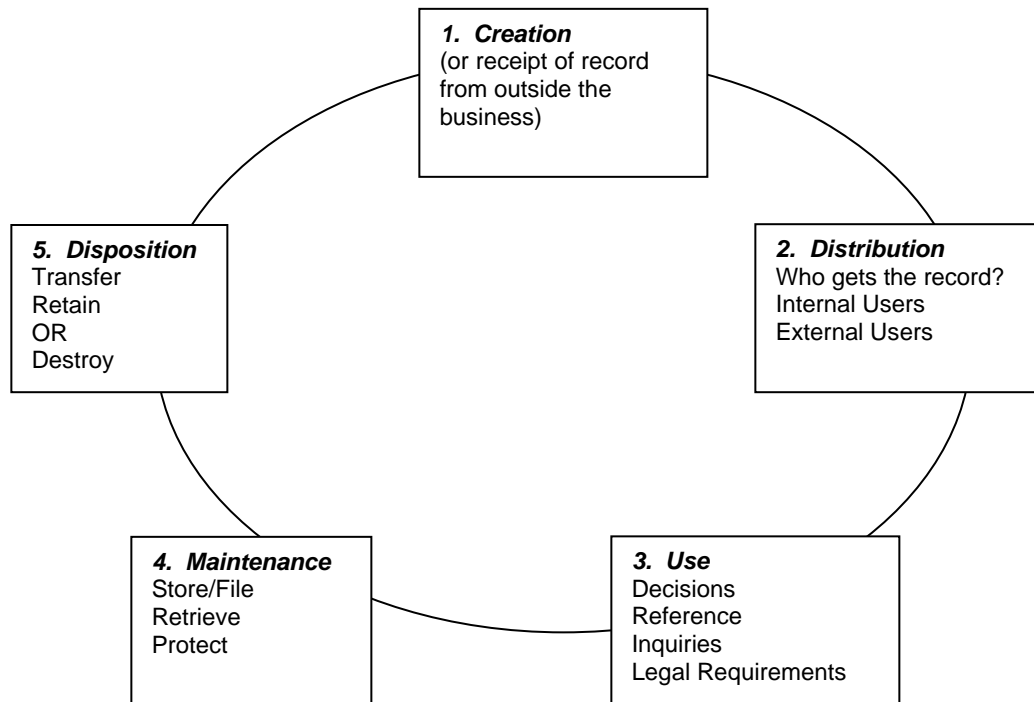 1. Creation
(or receipt of record
from outside the
business)
2. Distribution
Who gets the record?
Internal Users
External Users
3. Use
Decisions
Reference
Inquiries
Legal Requirements
4. Maintenance
Store/File
Retrieve
Protect
5. Disposition
Transfer
Retain
OR
Destroy